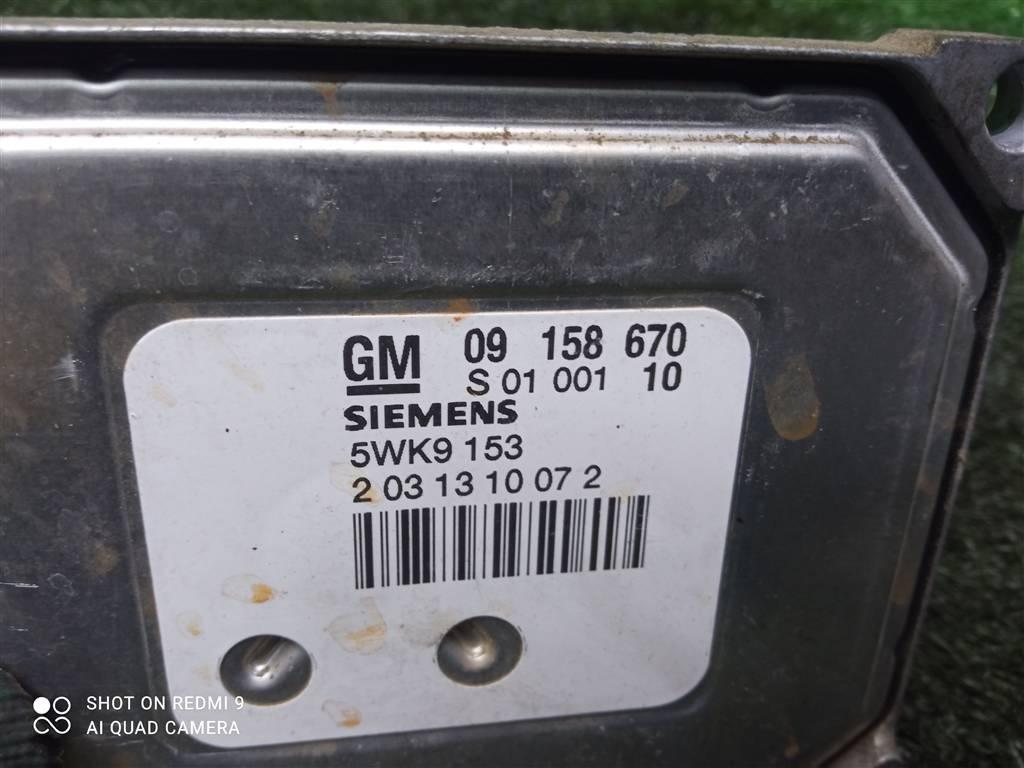 GM 09 158 670
S 01 001 10
SIEMENS
5WK9 153
2 03 13 10 07 2
SHOT ON REDMI 9
AI QUAD CAMERA